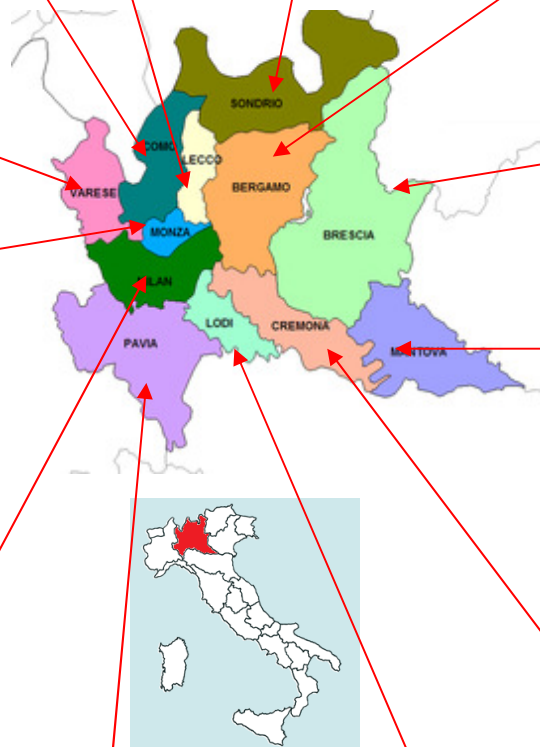 SONDRIO
COMO
LECCO
BERGAMO
VARESE
MONZA
BRESCIA
MILAN
LODI
CREMONA
PAVIA
MANTOVA